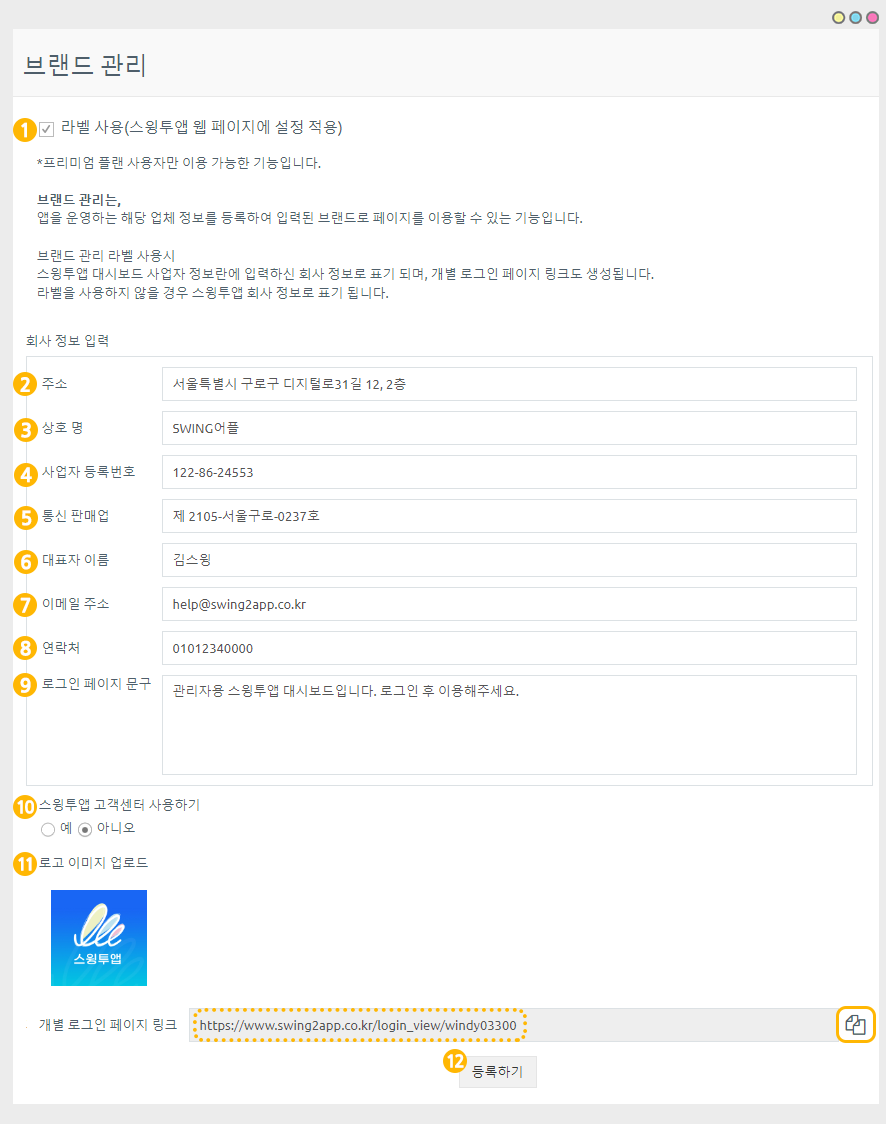 브랜드 관리
1 라벨 사용(스윙투앱 웹 페이지에 설정 적용)
*프리미엄 플랜 사용자만 이용 가능한 기능입니다.
브랜드 관리는,
앱을 운영하는 해당 업체 정보를 등록하여 입력된 브랜드로 페이지를 이용할 수 있는 기능입니다.
브랜드 관리 라벨 사용시
스윙투앱 대시보드 사업자 정보란에 입력하신 회사 정보로 표기 되며, 개별 로그인 페이지 링크도 생성됩니다.
라벨을 사용하지 않을 경우 스윙투앱 회사 정보로 표기 됩니다.
회사 정보 입력
2 주소 서울특별시 구로구 디지털로31길 12, 2층
3 상호 명 SWING어플
4 사업자 등록번호 122-86-24553
5 통신 판매업 제 2105-서울구로-0237호
6 대표자 이름 김스윙
7 이메일 주소 help@swing2app.co.kr
8 연락처 01012340000
9 로그인 페이지 문구 관리자용 스윙투앱 대시보드입니다. 로그인 후 이용해주세요.
10 스윙투앱 고객센터 사용하기
예 아니오
11 로고 이미지 업로드
스윙투앱
개별 로그인 페이지 링크 https://www.swing2app.co.kr/login_view/windy03300
12 등록하기